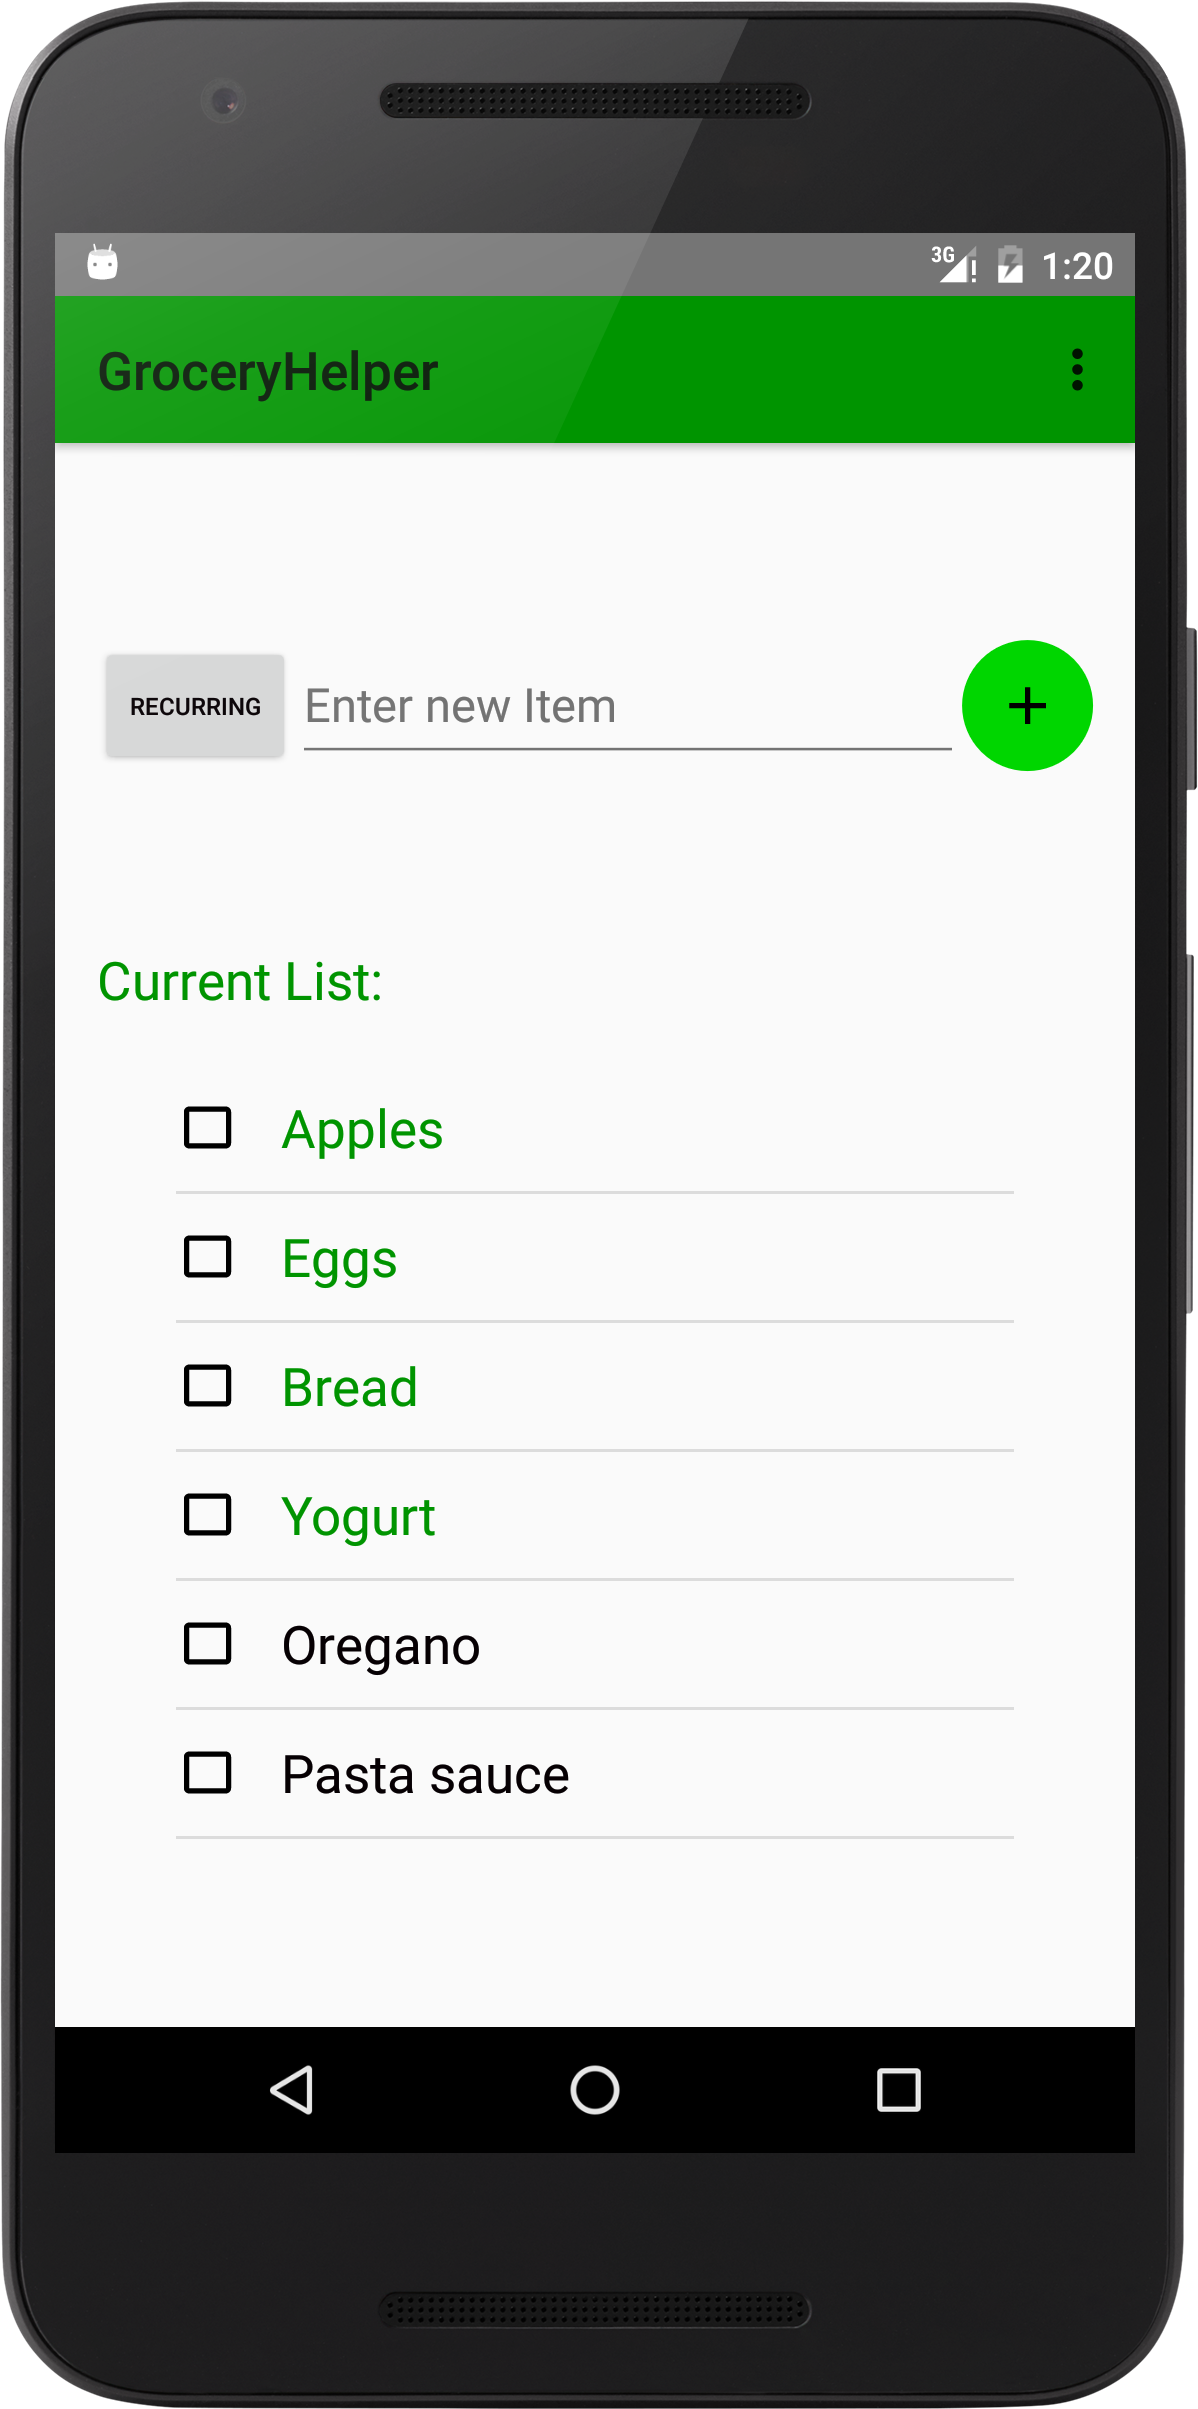 3G 1:20
GroceryHelper
RECURRING Enter new Item +
Current List:
Apples
Eggs
Bread
Yogurt
Oregano
Pasta sauce